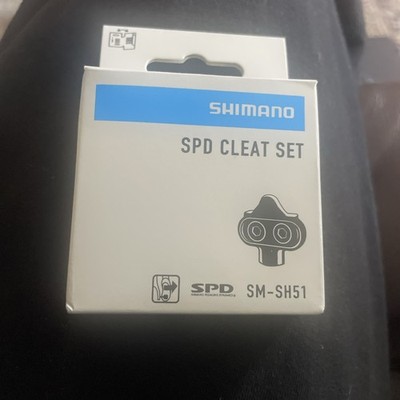 SHIMANO
SPD CLEAT SET
SPD
SM-SH51